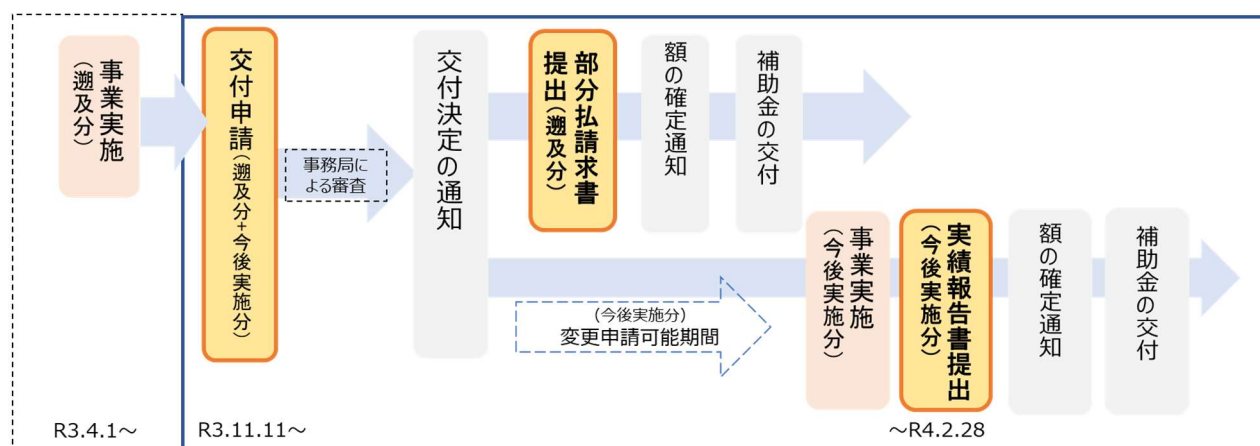 事業実施
（遡及分）
交付申請（遡及分+今後実施分）
事務局に
よる審査
交付決定の通知
部分払請求書
提出（遡及分）
額の確定通知
補助金の交付
（今後実施分）
変更申請可能期間
事業実施
（今後実施分）
実績報告書提出
（今後実施分）
額の確定通知
補助金の交付
R3.4.1～
R3.11.11～
～R4.2.28